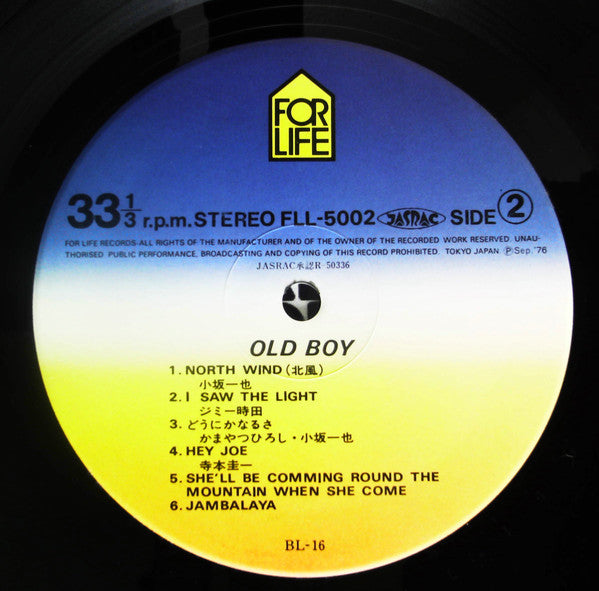 FOR
LIFE
33 1/3 r.p.m. STEREO FLL-5002 JASRAC SIDE 2
FOR LIFE RECORDS-ALL RIGHTS OF THE MANUFACTURER AND OF THE OWNER OF THE RECORDED WORK RESERVED. UNAU-
THORISED PUBLIC PERFORMANCE, BROADCASTING AND COPYING OF THIS RECORD PROHIBITED. TOKYO JAPAN. ⓅSep.'76
JASRAC承認R 50336
OLD BOY
1. NORTH WIND (北風)
小坂一也
2. I SAW THE LIGHT
ジミー時田
3. どうにかなるさ
かまやつひろし・小坂一也
4. HEY JOE
寺本圭一
5. SHE'LL BE COMMING ROUND THE
MOUNTAIN WHEN SHE COME
6. JAMBALAYA
BL-16